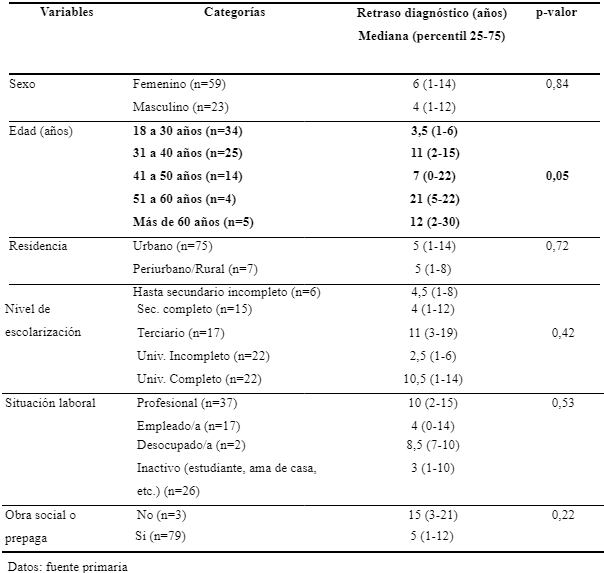 Variables Categorías Retraso diagnóstico (años) p-valor
Mediana (percentil 25-75)
Sexo Femenino (n=59) 6 (1-14) 0,84
Masculino (n=23) 4 (1-12)
Edad (años) 18 a 30 años (n=34) 3,5 (1-6)
31 a 40 años (n=25) 11 (2-15)
41 a 50 años (n=14) 7 (0-22) 0,05
51 a 60 años (n=4) 21 (5-22)
Más de 60 años (n=5) 12 (2-30)
Residencia Urbano (n=75) 5 (1-14) 0,72
Periurbano/Rural (n=7) 5 (1-8)
Hasta secundario incompleto (n=6) 4,5 (1-8)
Nivel de Sec. completo (n=15) 4 (1-12)
escolarización Terciario (n=17) 11 (3-19) 0,42
Univ. Incompleto (n=22) 2,5 (1-6)
Univ. Completo (n=22) 10,5 (1-14)
Situación laboral Profesional (n=37) 10 (2-15) 0,53
Empleado/a (n=17) 4 (0-14)
Desocupado/a (n=2) 8,5 (7-10)
Inactivo (estudiante, ama de casa, 3 (1-10)
etc.) (n=26)
Obra social o No (n=3) 15 (3-21) 0,22
prepaga Sí (n=79) 5 (1-12)
Datos: fuente primaria